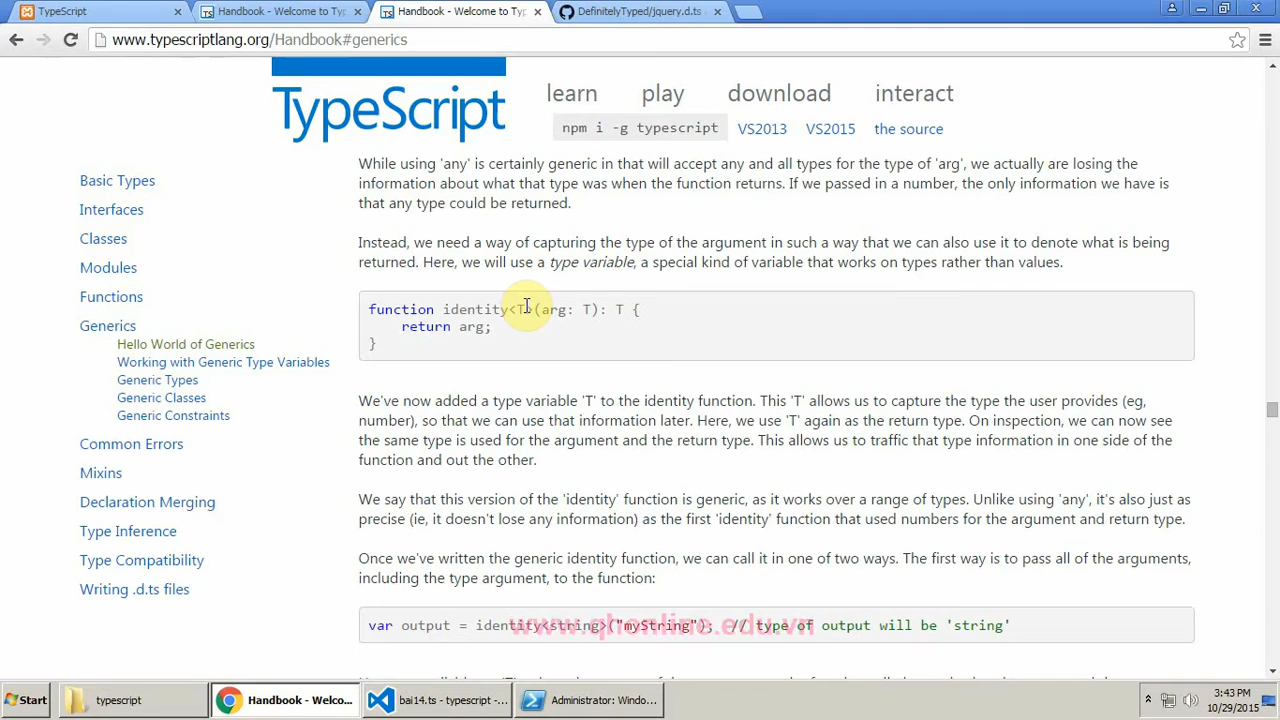 TypeScript
Handbook - Welcome to Typ
Handbook - Welcome to Typ
DefinitelyTyped/jquery.d.ts
www.typescriptlang.org/Handbook#generics
TypeScript
learn play download interact
npm i -g typescript VS2013 VS2015 the source
Basic Types
Interfaces
Classes
Modules
Functions
Generics
Hello World of Generics
Working with Generic Type Variables
Generic Types
Generic Classes
Generic Constraints
Common Errors
Mixins
Declaration Merging
Type Inference
Type Compatibility
Writing .d.ts files
While using 'any' is certainly generic in that will accept any and all types for the type of 'arg', we actually are losing the
information about what that type was when the function returns. If we passed in a number, the only information we have is
that any type could be returned.
Instead, we need a way of capturing the type of the argument in such a way that we can also use it to denote what is being
returned. Here, we will use a type variable, a special kind of variable that works on types rather than values.
function identity<T>(arg: T): T {
return arg;
}
We've now added a type variable 'T' to the identity function. This 'T' allows us to capture the type the user provides (eg,
number), so that we can use that information later. Here, we use 'T' again as the return type. On inspection, we can now see
the same type is used for the argument and the return type. This allows us to traffic that type information in one side of the
function and out the other.
We say that this version of the 'identity' function is generic, as it works over a range of types. Unlike using 'any', it's also just as
precise (ie, it doesn't lose any information) as the first 'identity' function that used numbers for the argument and return type.
Once we've written the generic identity function, we can call it in one of two ways. The first way is to pass all of the arguments,
including the type argument, to the function:
var output = identity<string>("myString"); // type of output will be 'string'
www.qhonline.edu.vn
Start
typescript
Handbook - Welco...
bai14.ts - typescript -...
Administrator: Windo...
3:43 PM
10/29/2015